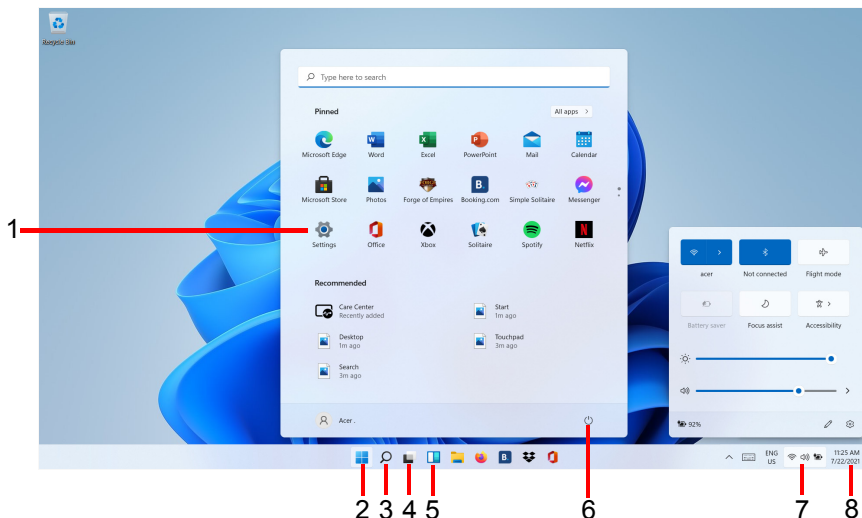 Recycle Bin
Type here to search
Pinned
All apps >
Microsoft Edge
Word
Excel
PowerPoint
Mail
Calendar
Microsoft Store
Photos
Forge of Empires
Booking.com
Simple Solitaire
Messenger
1
Settings
Office
Xbox
Solitaire
Spotify
Netflix
Recommended
Care Center
Recently added
Start
1m ago
Desktop
1m ago
Touchpad
3m ago
Search
3m ago
Acer .
acer
Not connected
Flight mode
Battery saver
Focus assist
Accessibility
92%
ENG
US
11:25 AM
7/22/2021
2 3 4 5 6 7 8